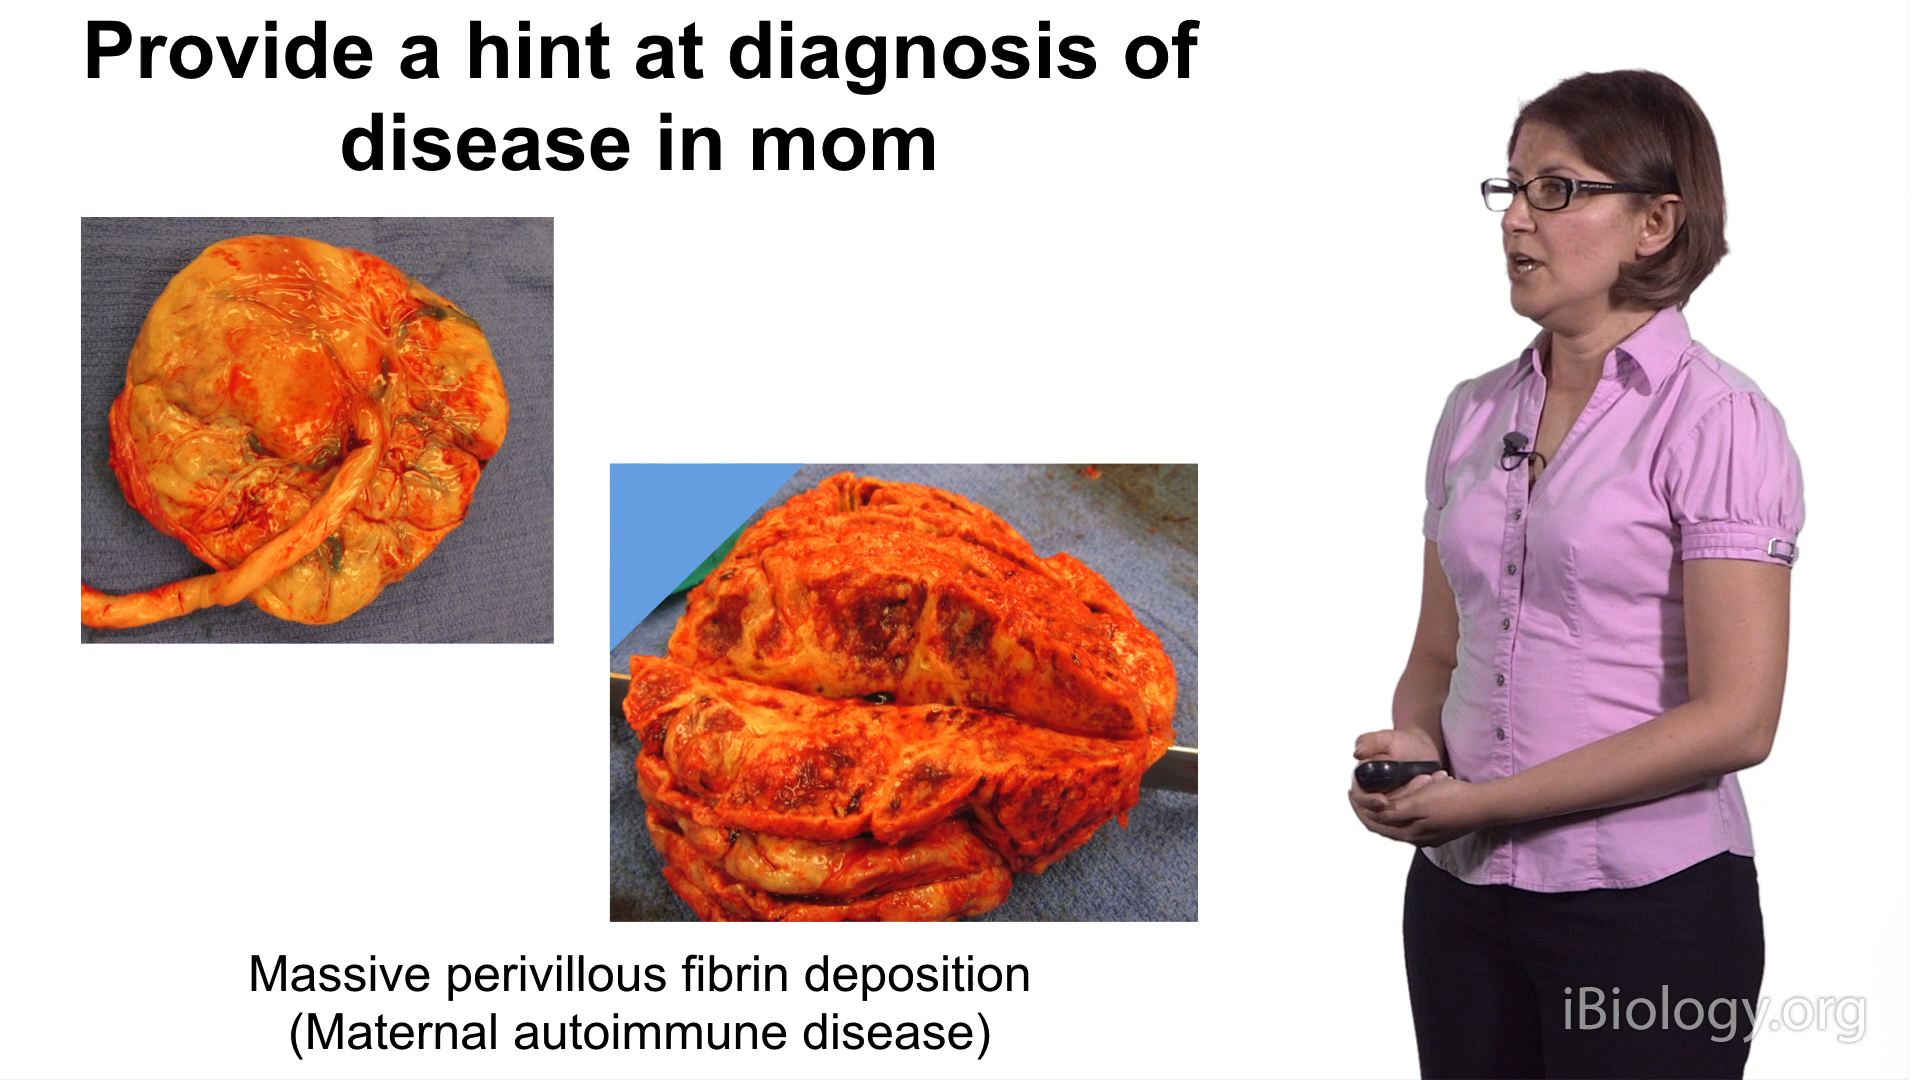 Provide a hint at diagnosis of
disease in mom
Massive perivillous fibrin deposition
(Maternal autoimmune disease)
iBiology.org